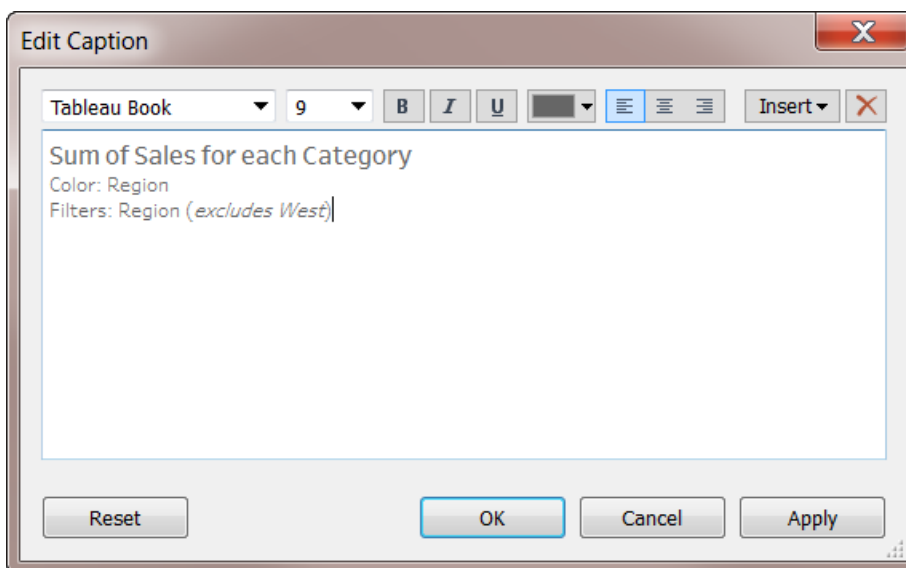 Edit Caption
Tableau Book 9 B I U Insert
Sum of Sales for each Category
Color: Region
Filters: Region (excludes West)
Reset OK Cancel Apply